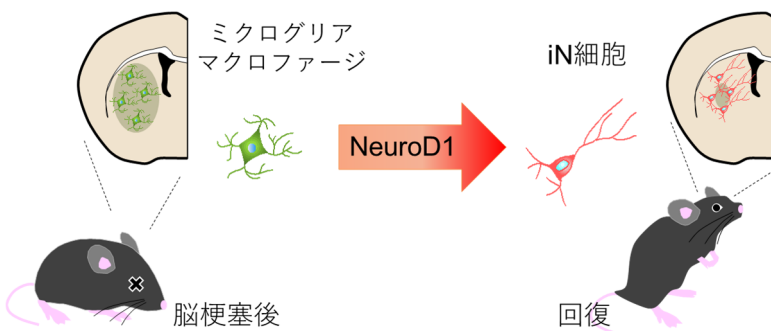 ミクログリア
マクロファージ
iN細胞
NeuroD1
脳梗塞後
回復